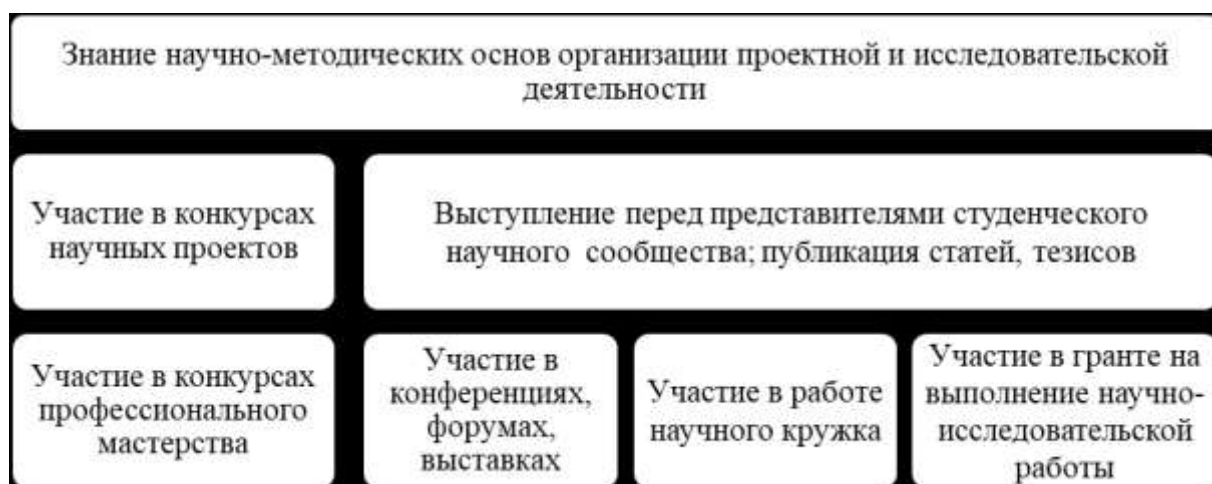 Знание научно-методических основ организации проектной и исследовательской
деятельности
Участие в конкурсах
научных проектов
Выступление перед представителями студенческого
научного сообщества; публикация статей, тезисов
Участие в конкурсах
профессионального
мастерства
Участие в
конференциях,
форумах,
выставках
Участие в работе
научного кружка
Участие в гранте на
выполнение научно-
исследовательской
работы